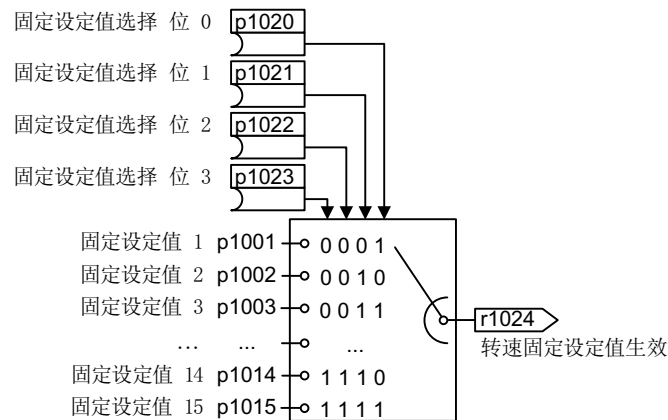 固定设定值选择 位 0 p1020
固定设定值选择 位 1 p1021
固定设定值选择 位 2 p1022
固定设定值选择 位 3 p1023
固定设定值 1 p1001 0 0 0 1
固定设定值 2 p1002 0 0 1 0
固定设定值 3 p1003 0 0 1 1
r1024
转速固定设定值生效
... ... ...
固定设定值 14 p1014 1 1 1 0
固定设定值 15 p1015 1 1 1 1